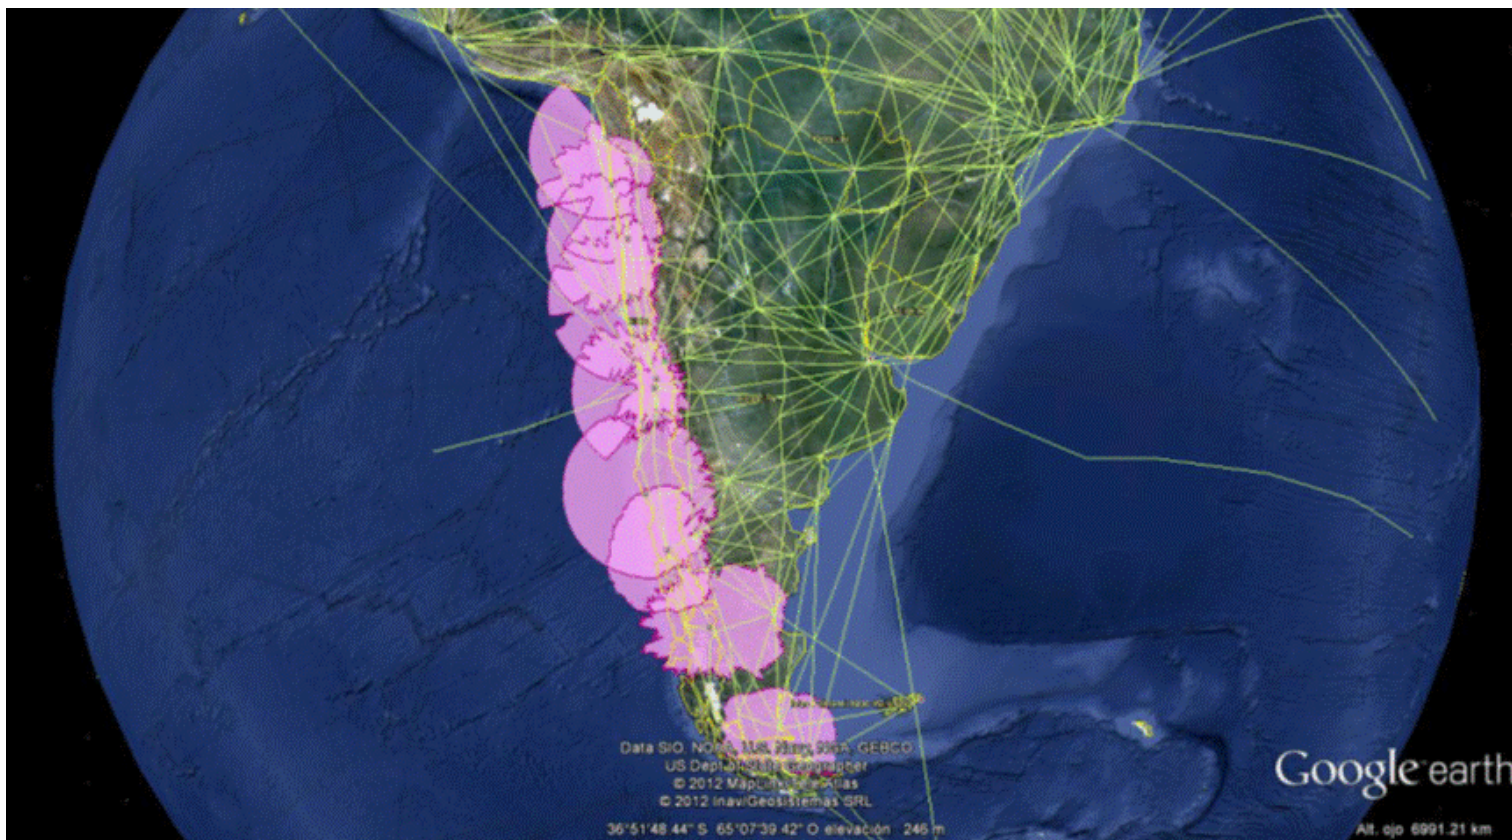 Data SIO, NOAA, U.S. Navy, NGA, GEBCO
US Dept of State Geographer
© 2012 MapLink/Tele Atlas
© 2012 Inav/Geosistemas SRL
Google earth
36°51'48.44" S 65°07'39.42" O elevación 246 m
Alt. ojo 6991.21 km